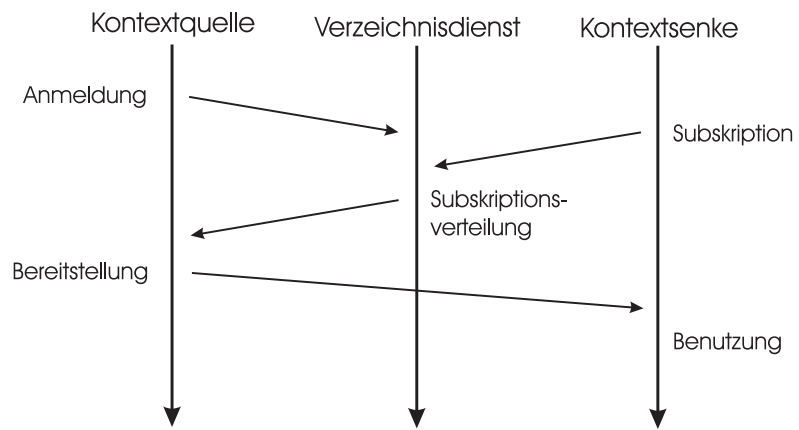 Kontextquelle
Verzeichnisdienst
Kontextsenke
Anmeldung
Subskription
Subskriptions-
verteilung
Bereitstellung
Benutzung